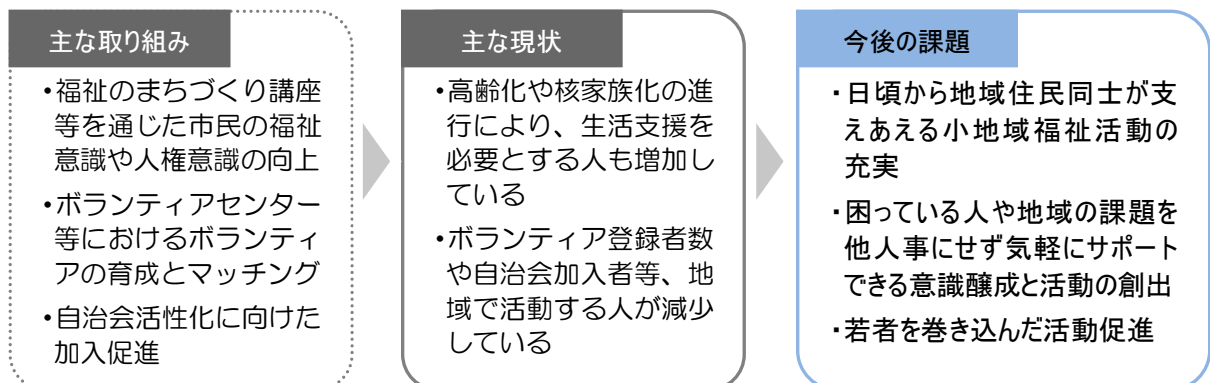 主な取り組み
・福祉のまちづくり講座
等を通じた市民の福祉
意識や人権意識の向上
・ボランティアセンター
等におけるボランティ
アの育成とマッチング
・自治会活性化に向けた
加入促進
主な現状
・高齢化や核家族化の進
行により、生活支援を
必要とする人も増加し
ている
・ボランティア登録者数
や自治会加入者等、地
域で活動する人が減少
している
今後の課題
・日頃から地域住民同士が支
えあえる小地域福祉活動の
充実
・困っている人や地域の課題を
他人事にせず気軽にサポート
できる意識醸成と活動の創出
・若者を巻き込んだ活動促進